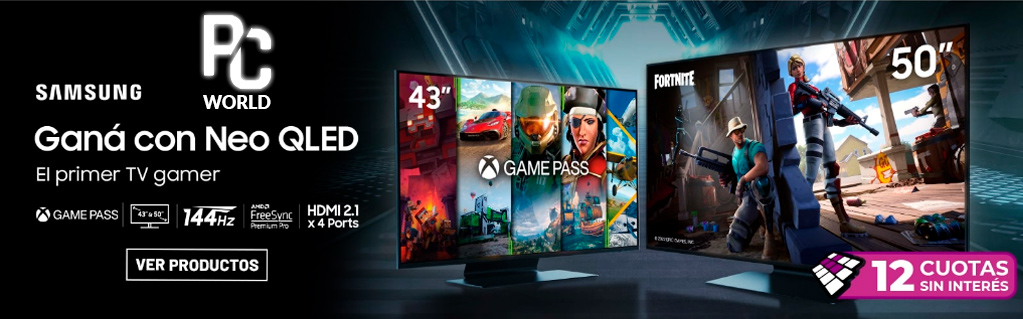 PC
WORLD
SAMSUNG
Ganá con Neo QLED
El primer TV gamer
GAME PASS
43" & 50"
144Hz
AMD
FreeSync
Premium Pro
HDMI 2.1
x 4 Ports
VER PRODUCTOS
43"
GAME PASS
FORTNITE
50"
12 CUOTAS
SIN INTERÉS